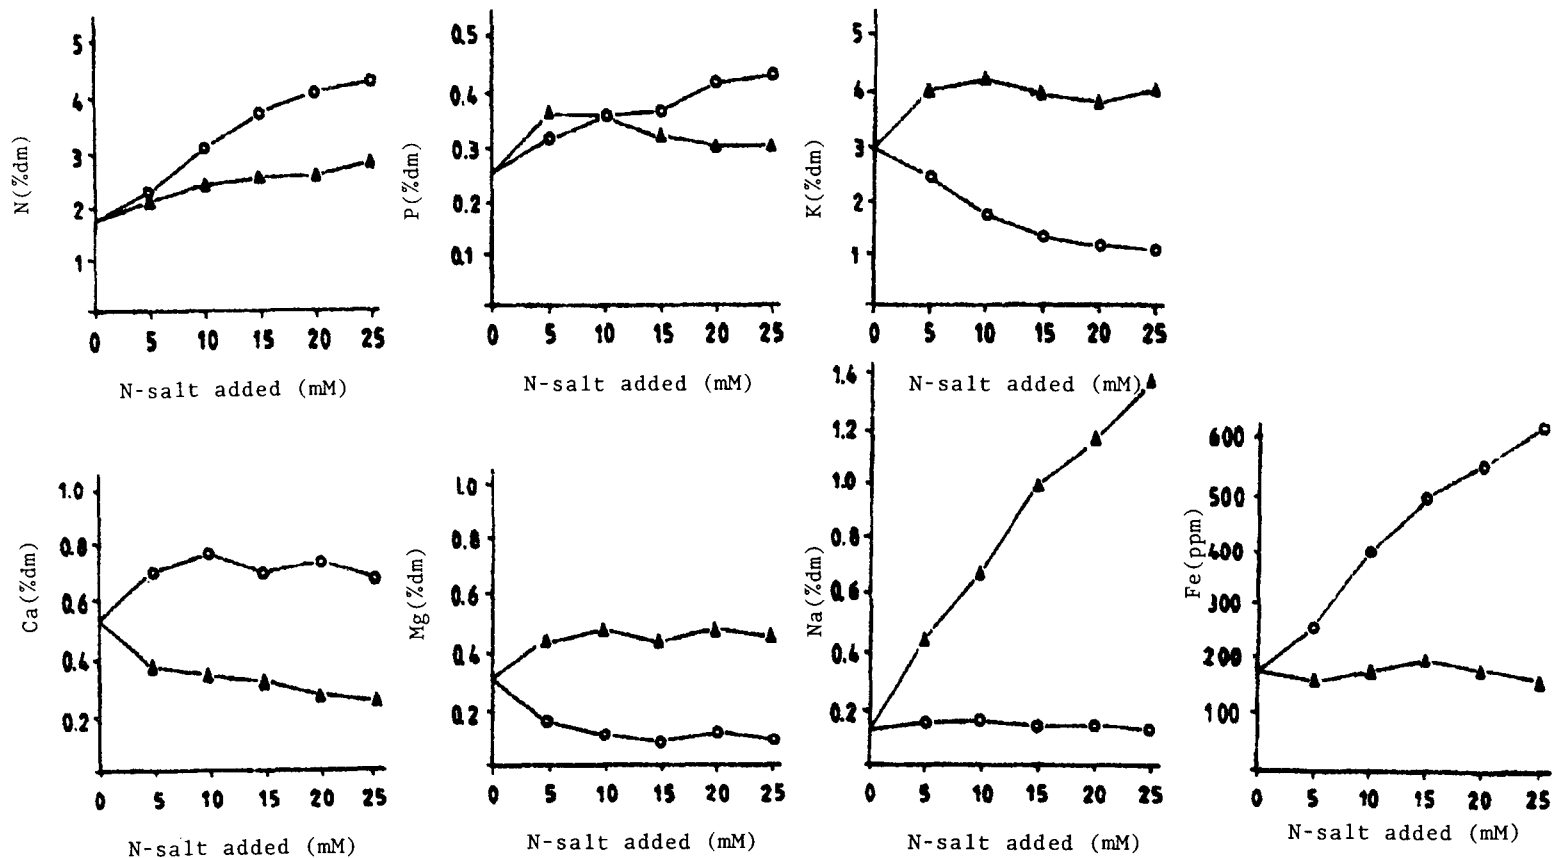 N(%dm)
5
4
3
2
1
0 5 10 15 20 25
N-salt added (mM)
P(%dm)
0.5
0.4
0.3
0.2
0.1
0 5 10 15 20 25
N-salt added (mM)
K(%dm)
5
4
3
2
1
0 5 10 15 20 25
N-salt added (mM)
Ca(%dm)
1.0
0.8
0.6
0.4
0.2
0 5 10 15 20 25
N-salt added (mM)
Mg(%dm)
1.0
0.8
0.6
0.4
0.2
0 5 10 15 20 25
N-salt added (mM)
Na(%dm)
1.4
1.2
1.0
0.8
0.6
0.4
0.2
0 5 10 15 20 25
N-salt added (mM)
Fe(ppm)
600
500
400
300
200
100
0 5 10 15 20 25
N-salt added (mM)